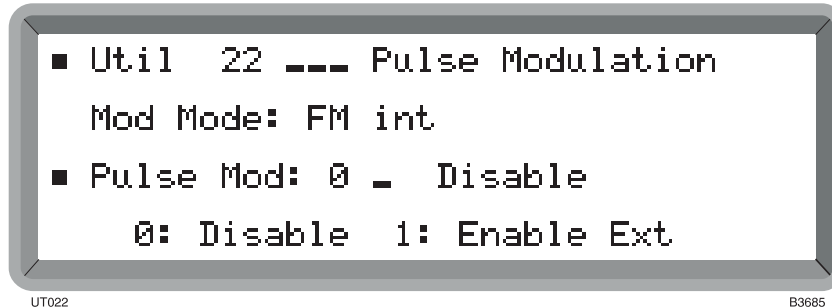 ■ Util 22 ___ Pulse Modulation
Mod Mode: FM int
■ Pulse Mod: 0 _ Disable
0: Disable 1: Enable Ext
UT022 B3685